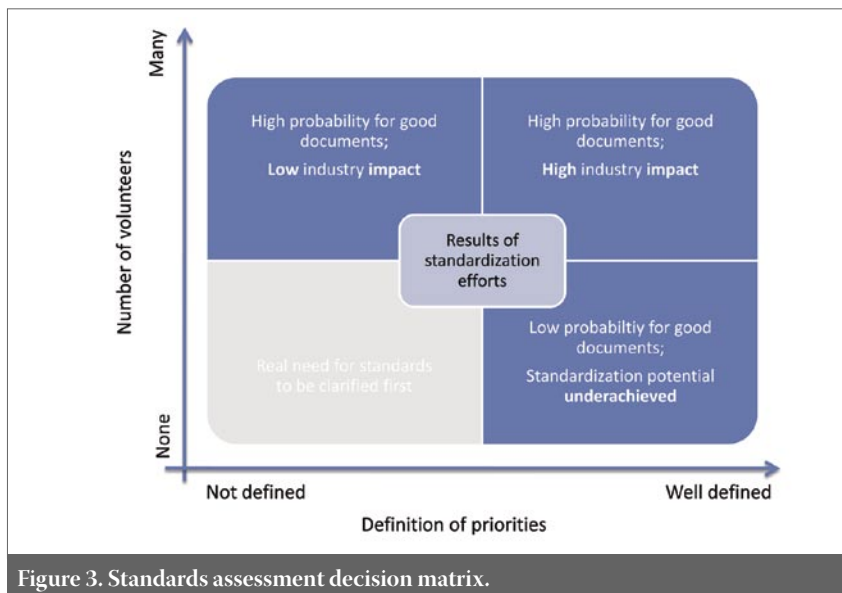 Many
Number of volunteers
None
High probability for good
documents;
Low industry impact
High probability for good
documents;
High industry impact
Results of
standardization
efforts
Real need for standards
to be clarified first
Low probabiltiy for good
documents;
Standardization potential
underachieved
Not defined
Well defined
Definition of priorities
Figure 3. Standards assessment decision matrix.